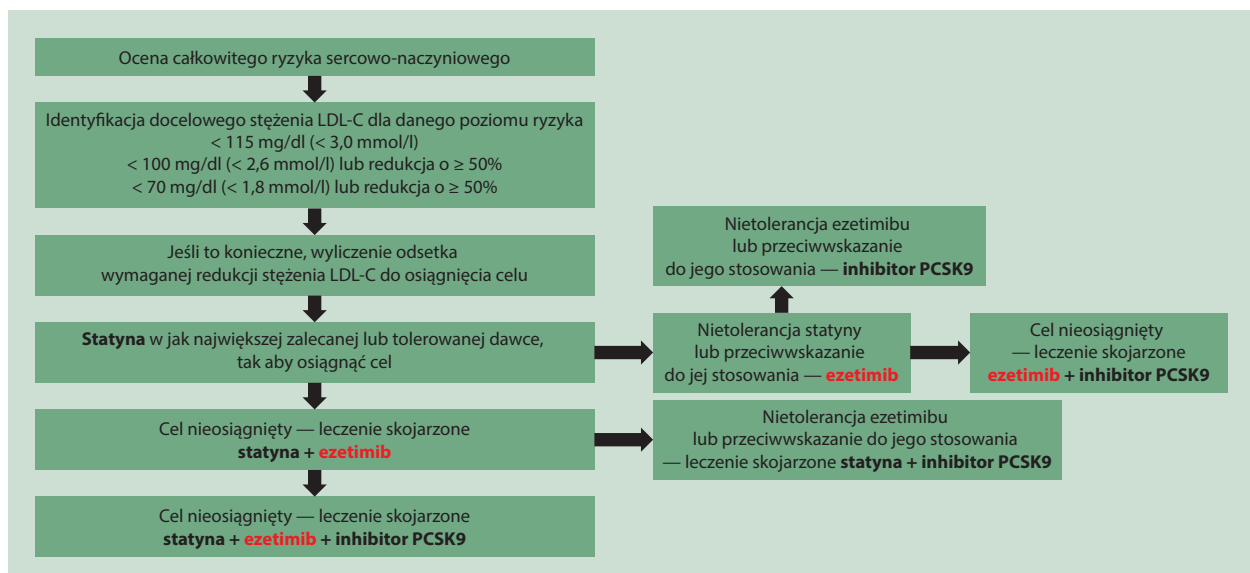 Ocena całkowitego ryzyka sercowo-naczyniowego
Identyfikacja docelowego stężenia LDL-C dla danego poziomu ryzyka
< 115 mg/dl (< 3,0 mmol/l)
< 100 mg/dl (< 2,6 mmol/l) lub redukcja o ≥ 50%
< 70 mg/dl (< 1,8 mmol/l) lub redukcja o ≥ 50%
Jeśli to konieczne, wyliczenie odsetka
wymaganej redukcji stężenia LDL-C do osiągnięcia celu
Statyna w jak największej zalecanej lub tolerowanej dawce,
tak aby osiągnąć cel
Cel nieosiągnięty — leczenie skojarzone
statyna + ezetimib
Cel nieosiągnięty — leczenie skojarzone
statyna + ezetimib + inhibitor PCSK9
Nietolerancja ezetimibu
lub przeciwwskazanie
do jego stosowania — inhibitor PCSK9
Nietolerancja statyny
lub przeciwwskazanie
do jej stosowania — ezetimib
Cel nieosiągnięty
— leczenie skojarzone
ezetimib + inhibitor PCSK9
Nietolerancja ezetimibu
lub przeciwwskazanie do jego stosowania
— leczenie skojarzone statyna + inhibitor PCSK9